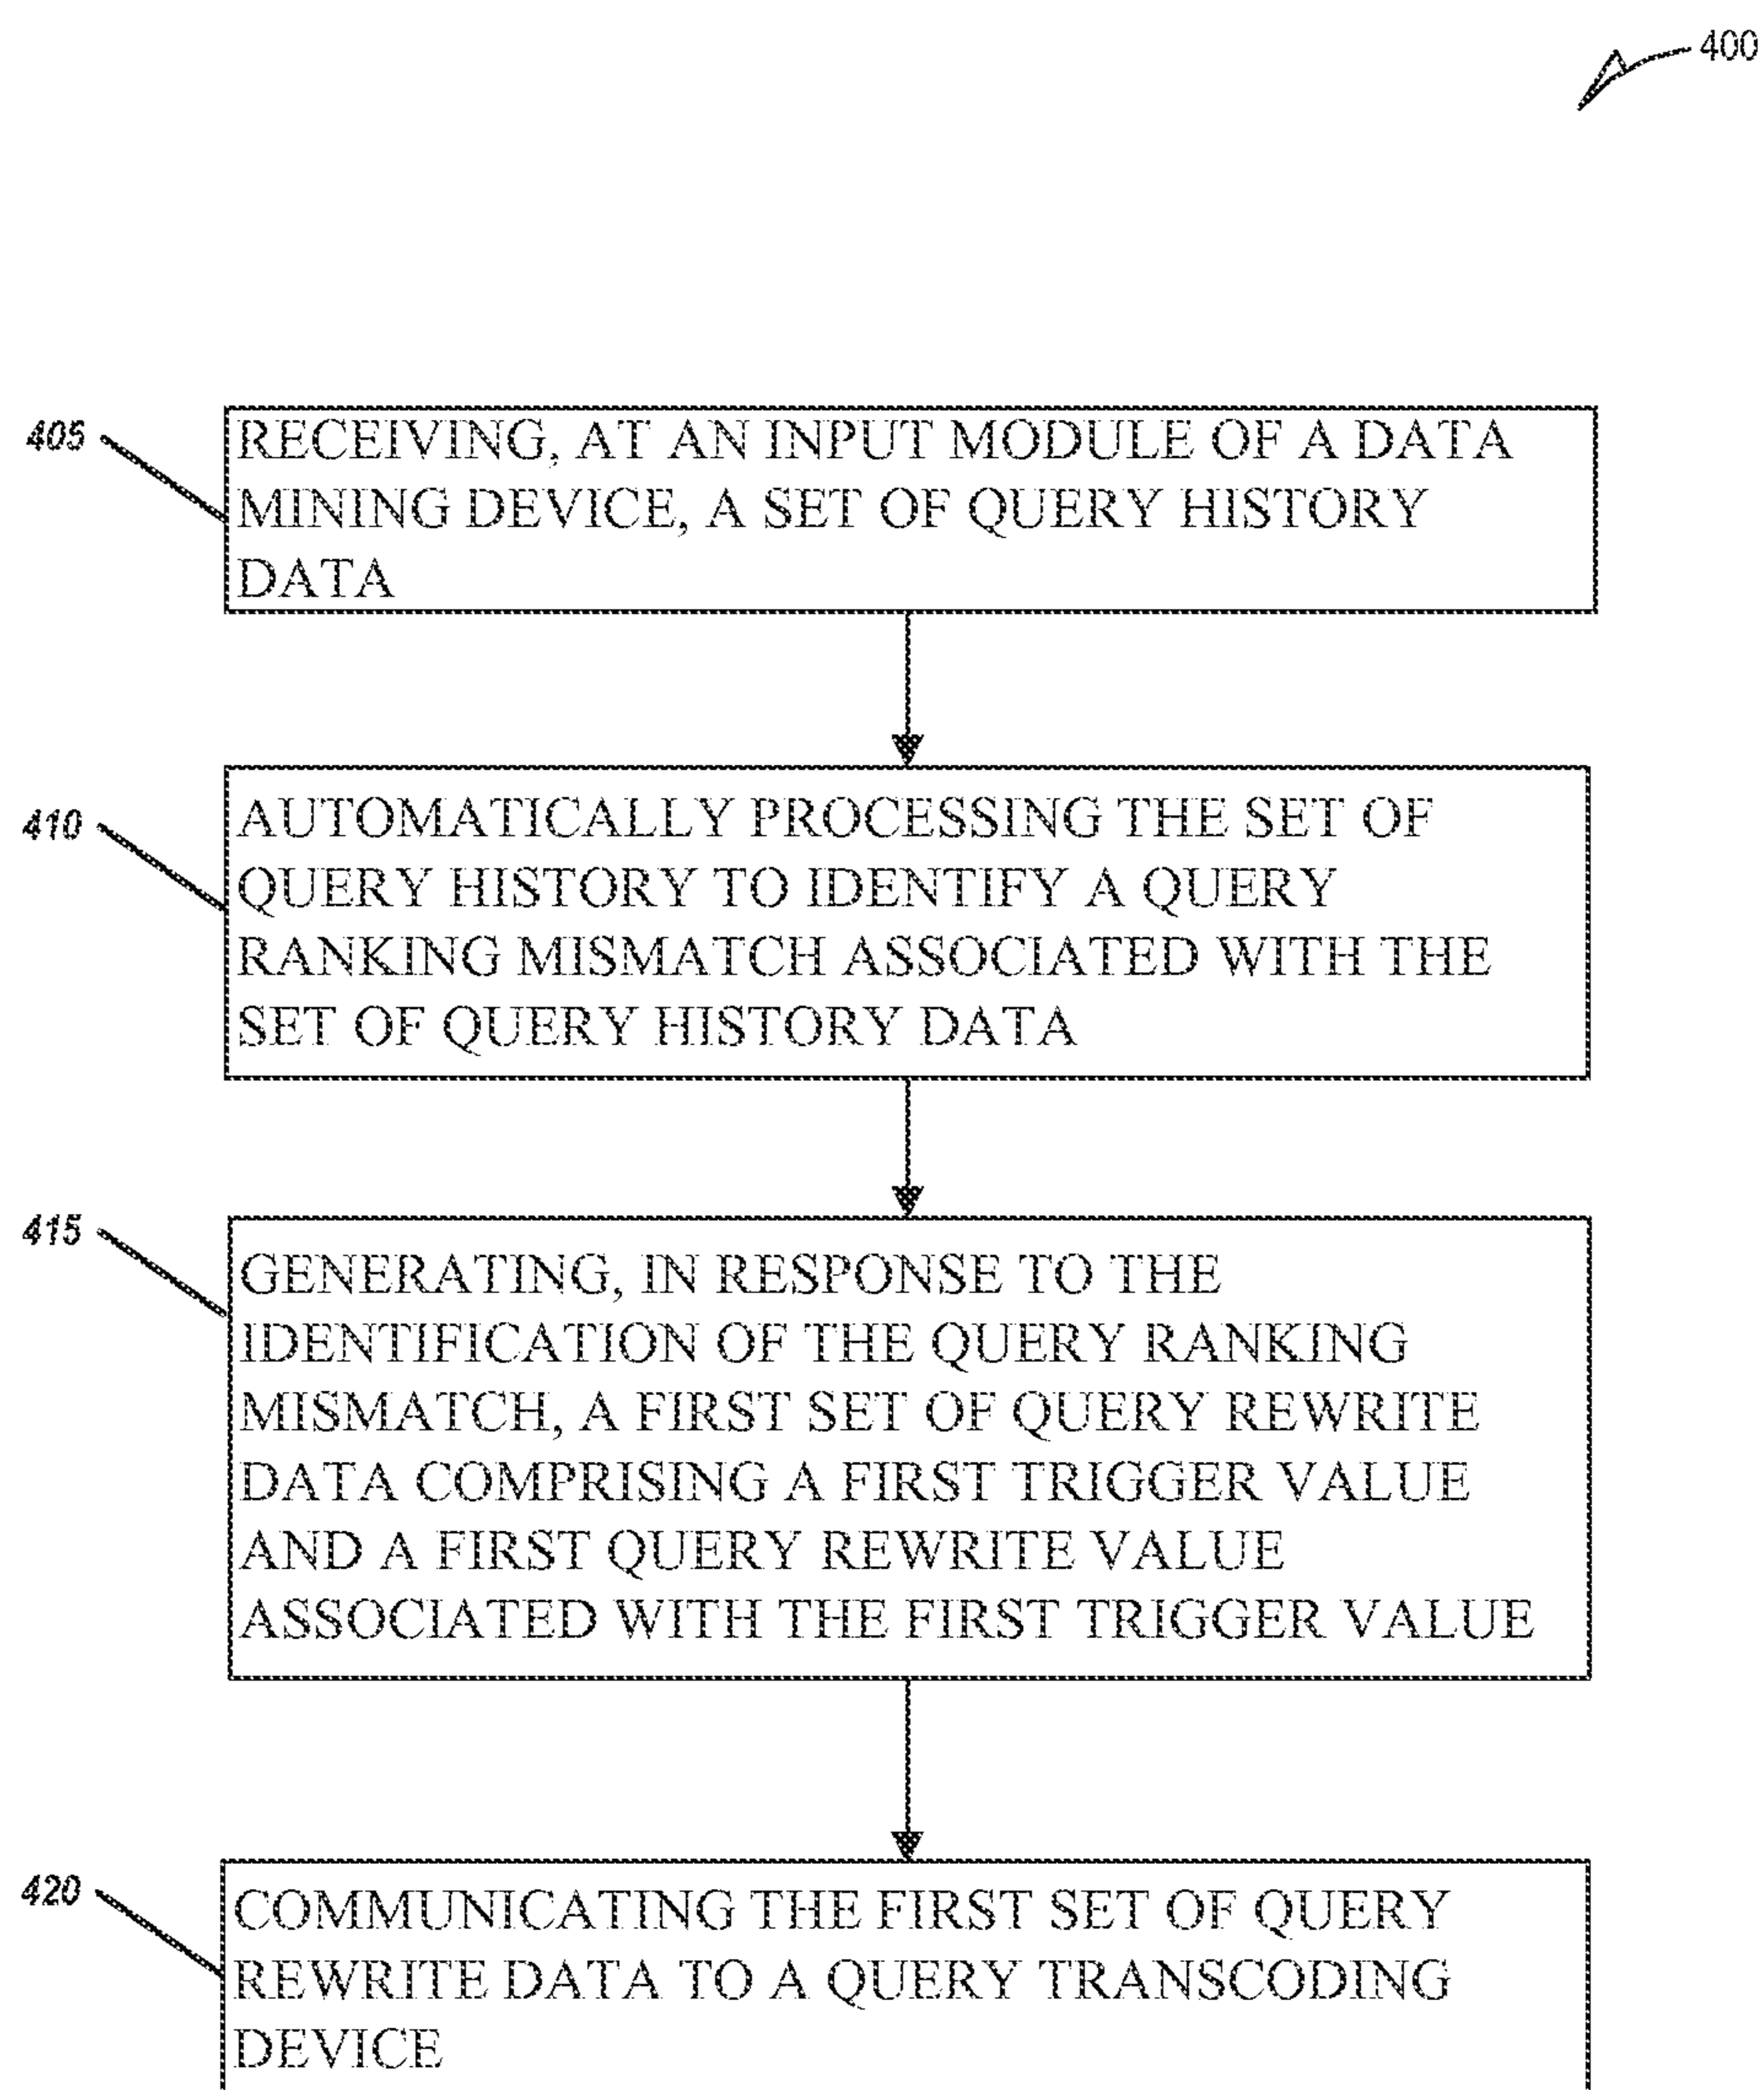 400
405
RECEIVING, AT AN INPUT MODULE OF A DATA
MINING DEVICE, A SET OF QUERY HISTORY
DATA
410
AUTOMATICALLY PROCESSING THE SET OF
QUERY HISTORY TO IDENTIFY A QUERY
RANKING MISMATCH ASSOCIATED WITH THE
SET OF QUERY HISTORY DATA
415
GENERATING, IN RESPONSE TO THE
IDENTIFICATION OF THE QUERY RANKING
MISMATCH, A FIRST SET OF QUERY REWRITE
DATA COMPRISING A FIRST TRIGGER VALUE
AND A FIRST QUERY REWRITE VALUE
ASSOCIATED WITH THE FIRST TRIGGER VALUE
420
COMMUNICATING THE FIRST SET OF QUERY
REWRITE DATA TO A QUERY TRANSCODING
DEVICE